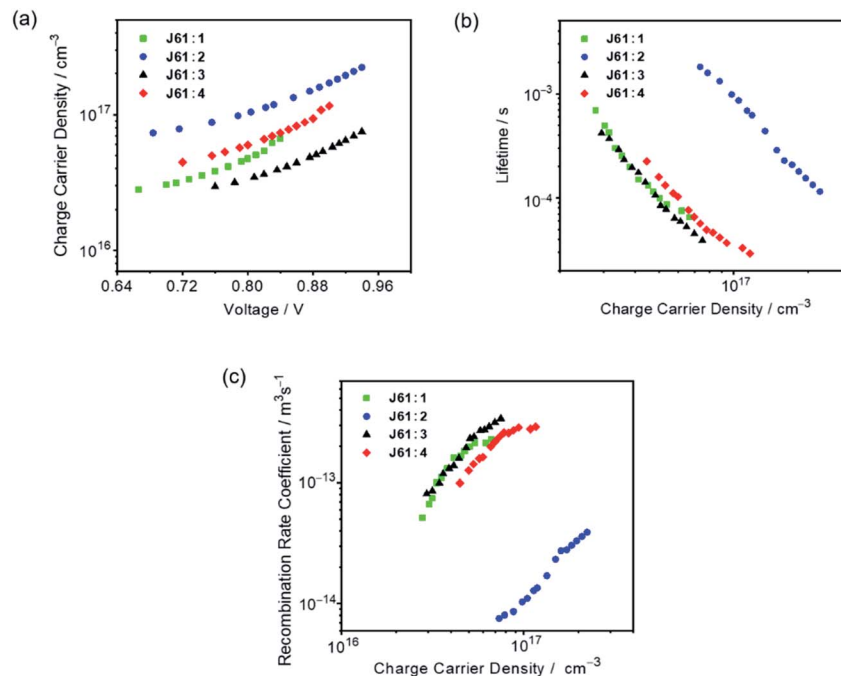 (a)
J61:1
J61:2
J61:3
J61:4
Charge Carrier Density / cm⁻³
10¹⁷
10¹⁶
0.64 0.72 0.80 0.88 0.96
Voltage / V
(b)
J61:1
J61:2
J61:3
J61:4
Lifetime / s
10⁻³
10⁻⁴
10¹⁷
Charge Carrier Density / cm⁻³
(c)
J61:1
J61:2
J61:3
J61:4
Recombination Rate Coefficient / m³s⁻¹
10⁻¹³
10⁻¹⁴
10¹⁶ 10¹⁷
Charge Carrier Density / cm⁻³